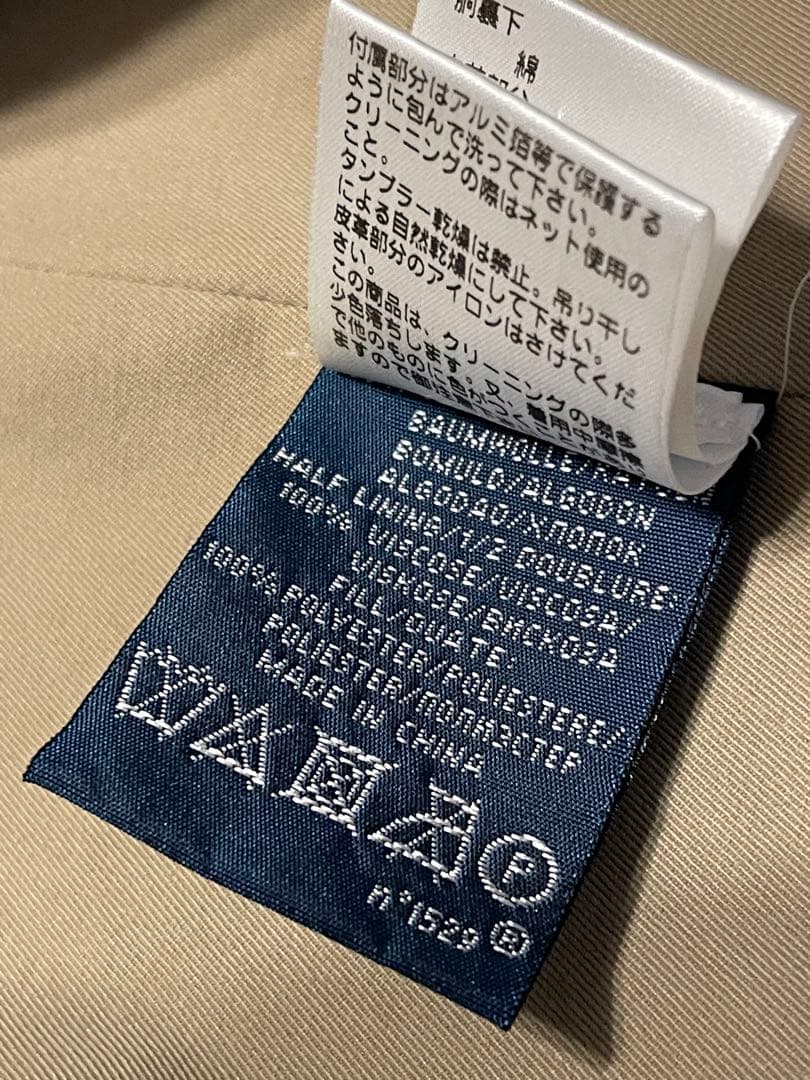 胴裏下
綿
付属部分はアルミ箔等で保護する
ように包んで洗って下さい。
クリーニングの際はネット使用の
こと。
タンブラー乾燥は禁止。吊り干し
による自然乾燥にして下さい。
皮革部分のアイロンはさけてくだ
さい。
この商品は、クリーニングの際多
少色落ちします。又、着用中
で他のものに色が
ますので
BAUMWOLLE/
BOMULD/ALGODON
ALGODAO/ХЛОПОК
HALF LINING/1/2 DOUBLURE:
100% VISCOSE/VISCOSA/
VISKOSE/ВИСКОЗА
FILL/OUATE:
100% POLYESTER/POLIESTERE/
POLIESTER/ПОЛИЭСТЕР
MADE IN CHINA
P
n°1529 ®